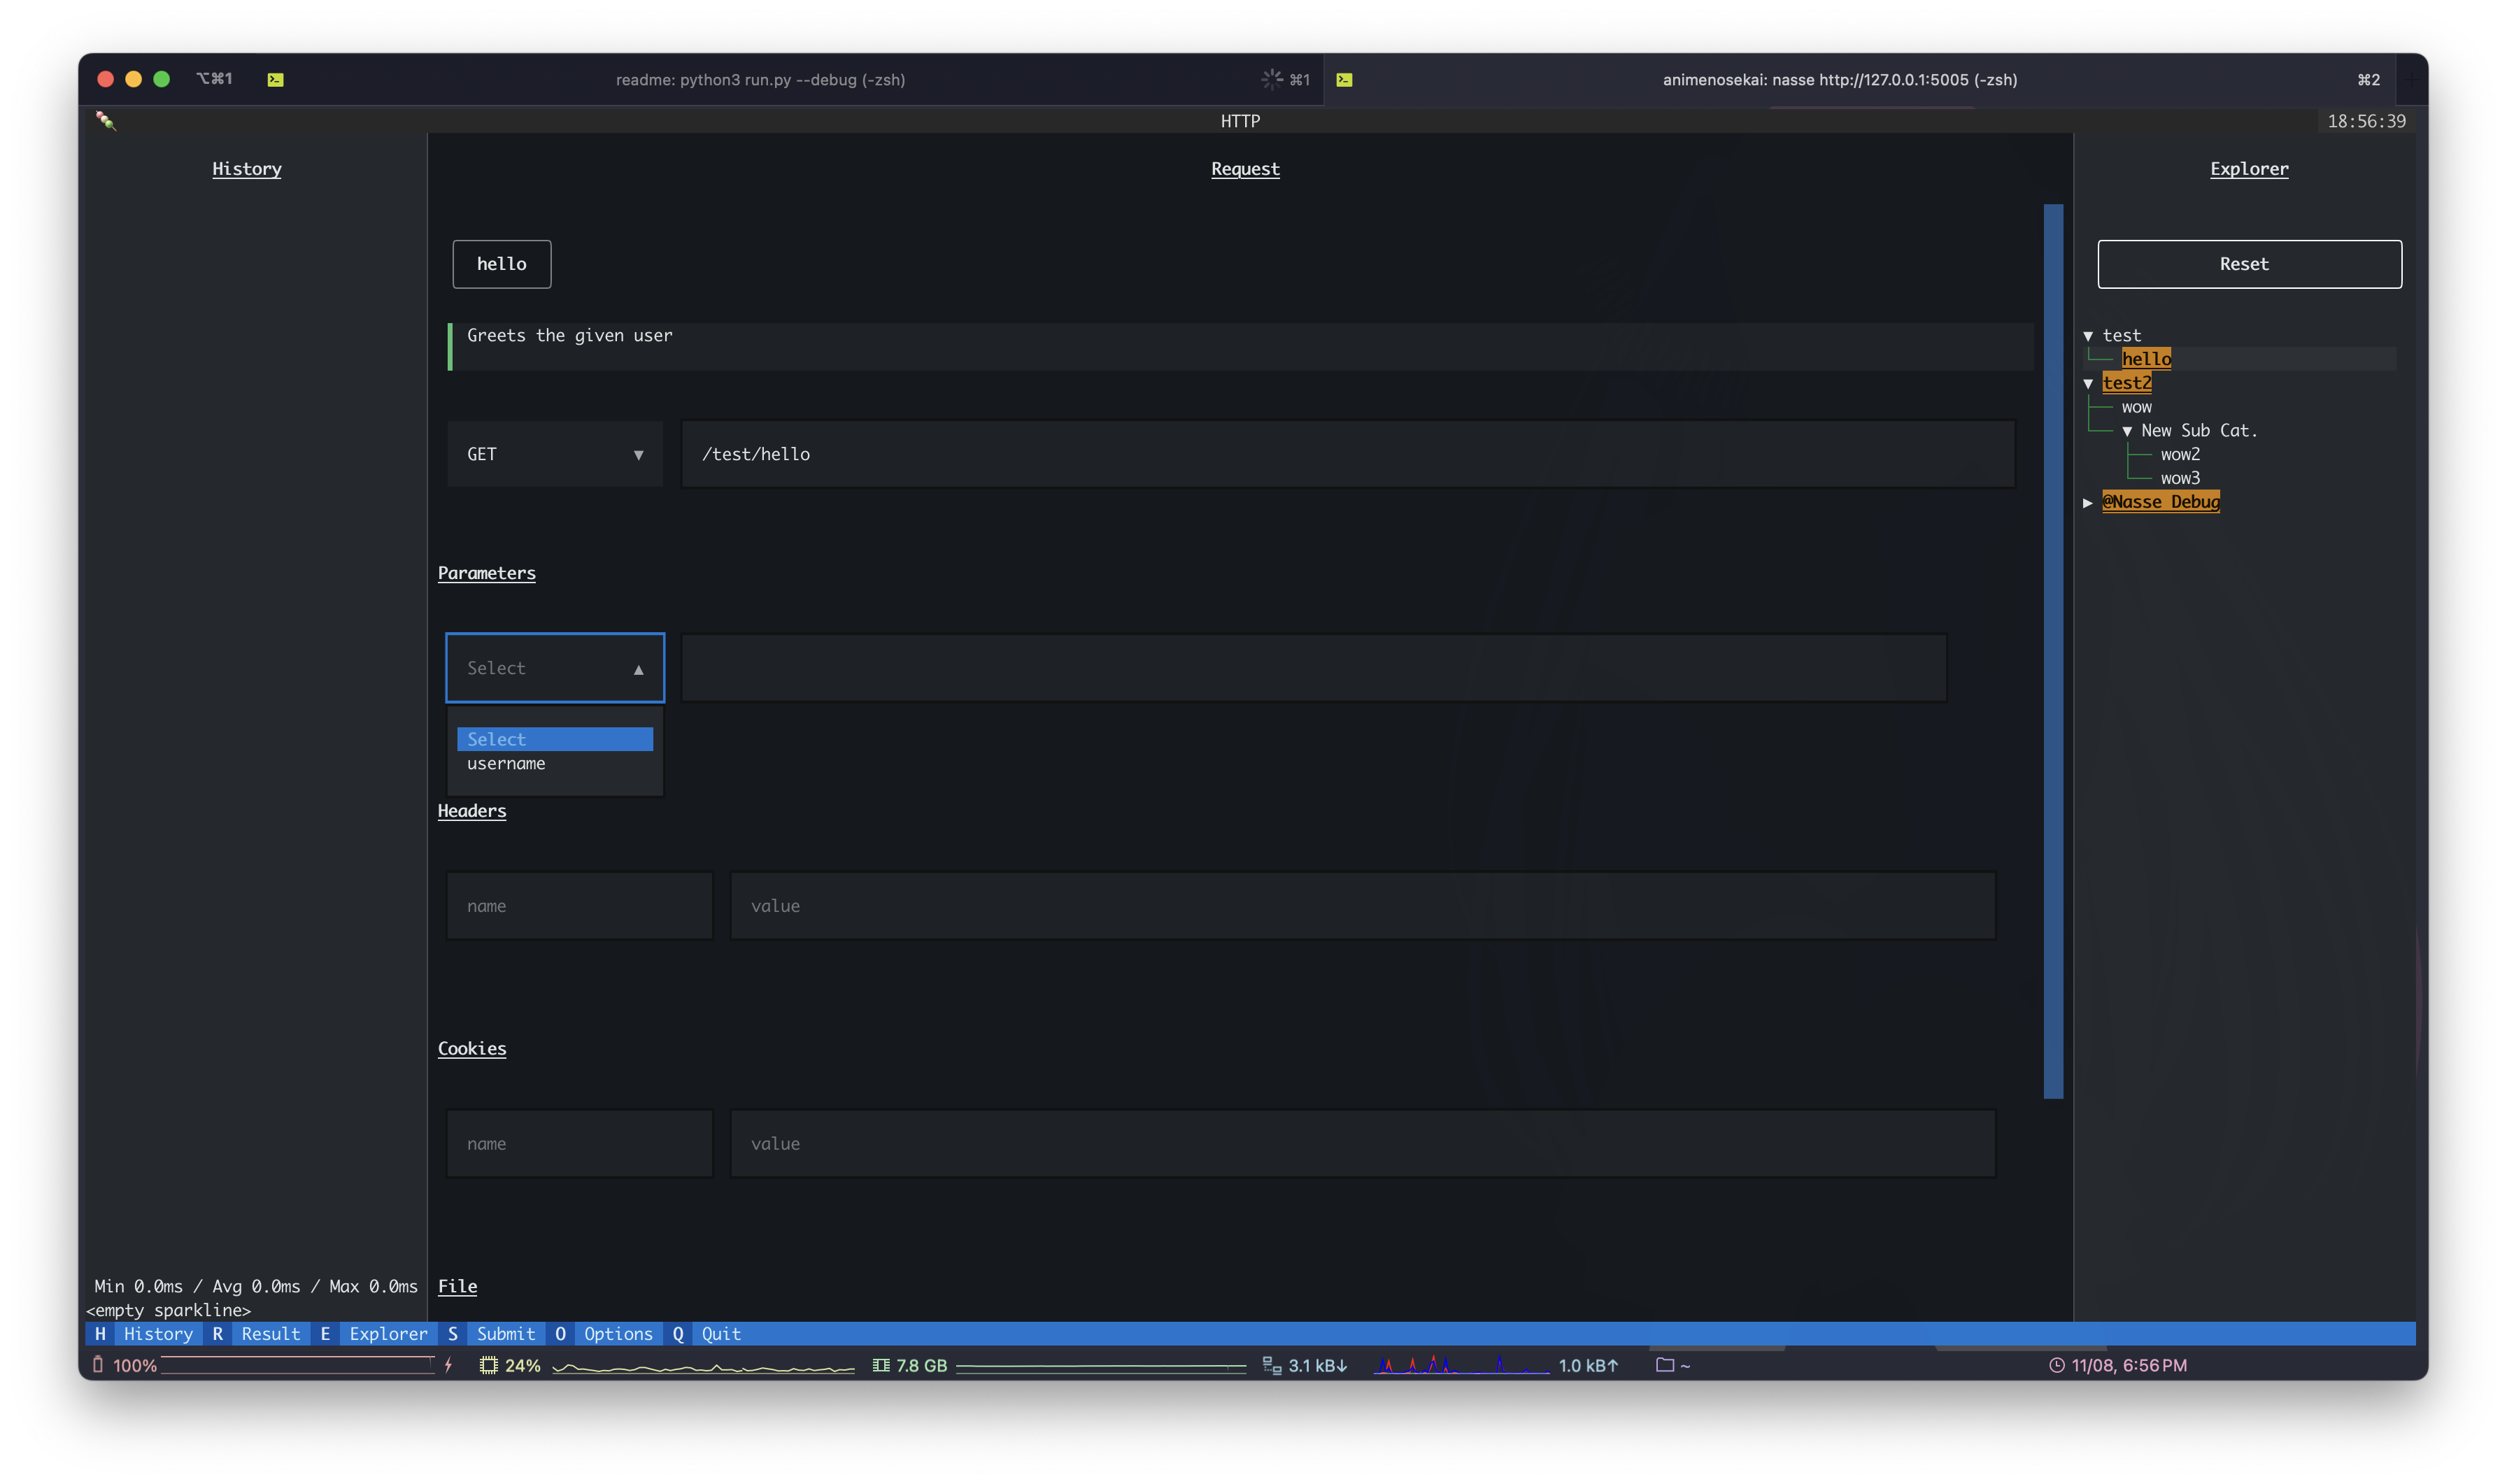 ⌥⌘1
readme: python3 run.py --debug (-zsh)
⌘1
animenosekai: nasse http://127.0.0.1:5005 (-zsh)
⌘2
HTTP
18:56:39
History
Min 0.0ms / Avg 0.0ms / Max 0.0ms
<empty sparkline>
Request
hello
Greets the given user
GET ▼
/test/hello
Parameters
Select ▲
Select
username
Headers
name
value
Cookies
name
value
File
Explorer
Reset
▼ test
hello
▼ test2
wow
▼ New Sub Cat.
wow2
wow3
▶ @Nasse Debug
H History R Result E Explorer S Submit O Options Q Quit
100% 24% 7.8 GB 3.1 kB↓ 1.0 kB↑ ~ 11/08, 6:56 PM